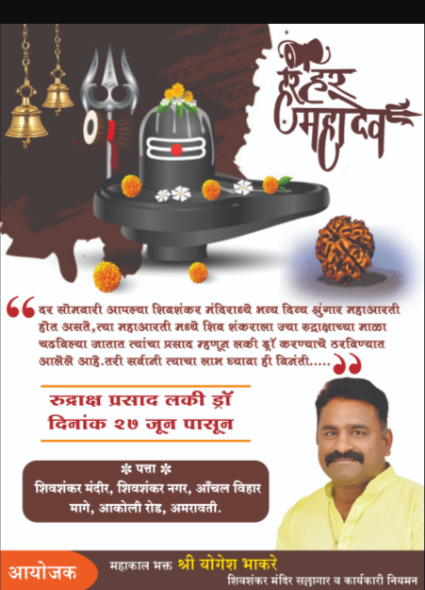 हर हर
महादेव
“दर सोमवारी आपल्या शिवशंकर मंदिरामध्ये भव्य दिव्य श्रृंगार महाआरती
होत असते,त्या महाआरती मध्ये शिव शंकराला ज्या रुद्राक्षाच्या माळा
चढविल्या जातात त्यांचा प्रसाद म्हणून लकी ड्रॉ करण्याचे ठरविण्यात
आलेले आहे.तरी सर्वांनी त्याचा लाभ घ्यावा ही विनंती.....”
रुद्राक्ष प्रसाद लकी ड्रॉ
दिनांक २७ जून पासून
* पत्ता *
शिवशंकर मंदीर, शिवशंकर नगर, आँचल विहार
मागे, आकोली रोड, अमरावती.
आयोजक
महाकाल भक्त श्री योगेश भाकरे
शिवशंकर मंदिर सल्लागार व कार्यकारी नियमन